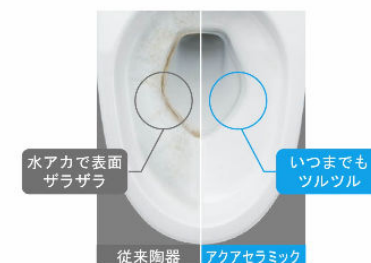 水アカで表面
ザラザラ
いつまでも
ツルツル
従来陶器
アクアセラミック